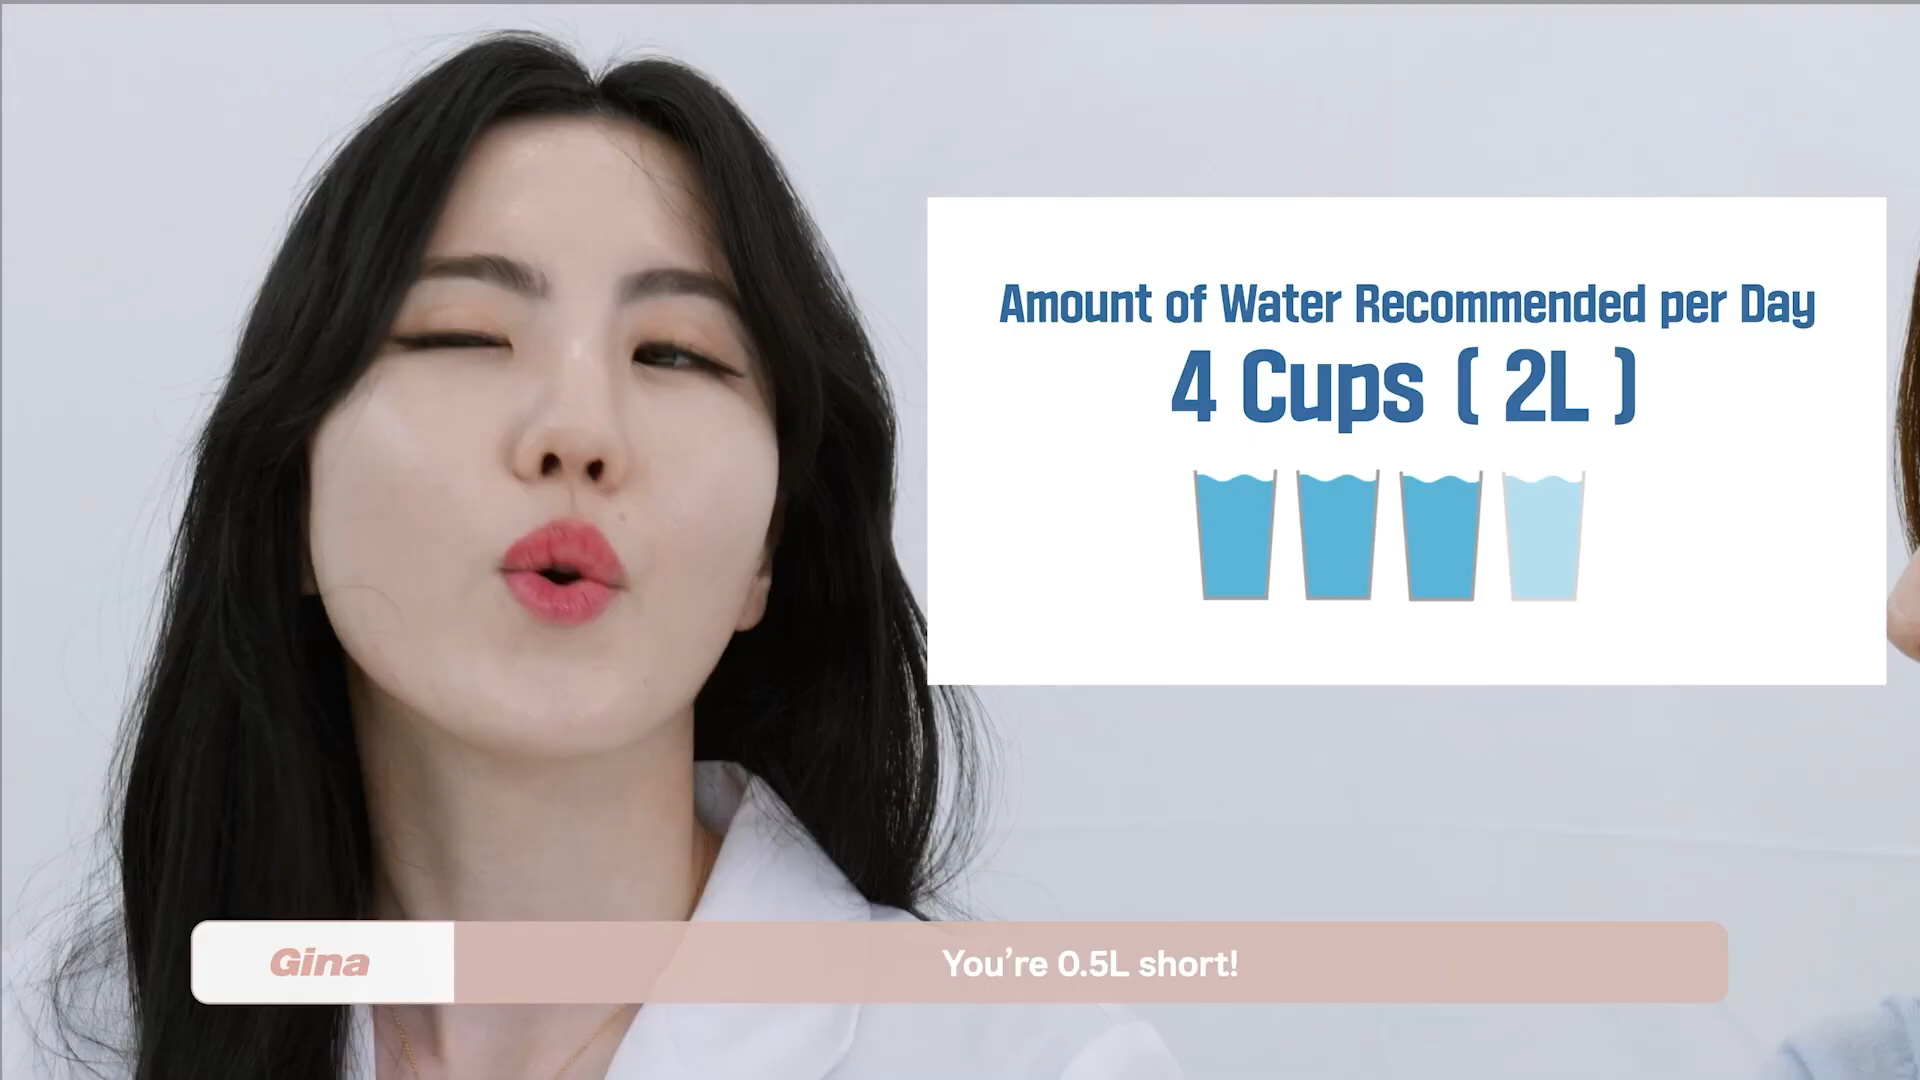 Amount of Water Recommended per Day
4 Cups ( 2L )
Gina
You're 0.5L short!